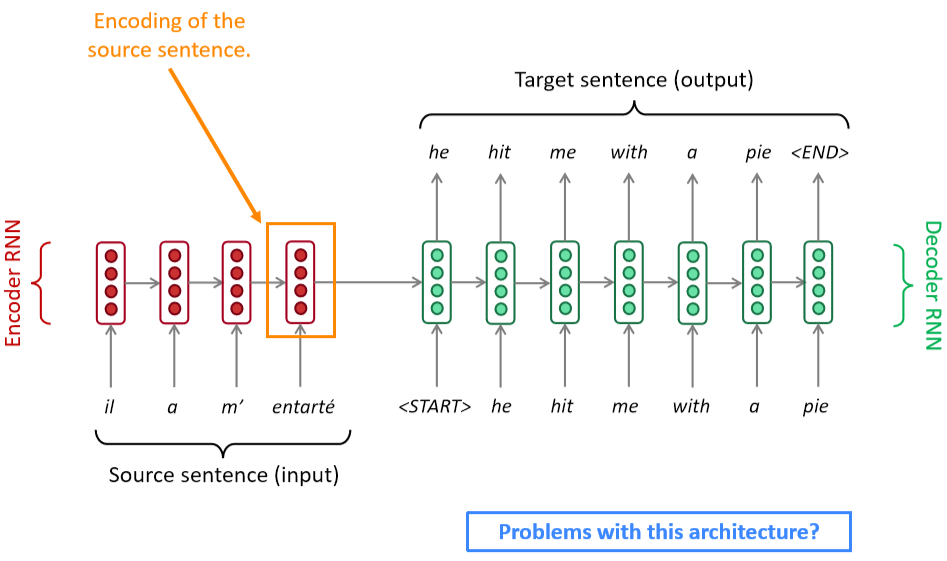 Encoding of the
source sentence.
Target sentence (output)
he hit me with a pie <END>
Encoder RNN
Decoder RNN
il a m’ entarté <START> he hit me with a pie
Source sentence (input)
Problems with this architecture?